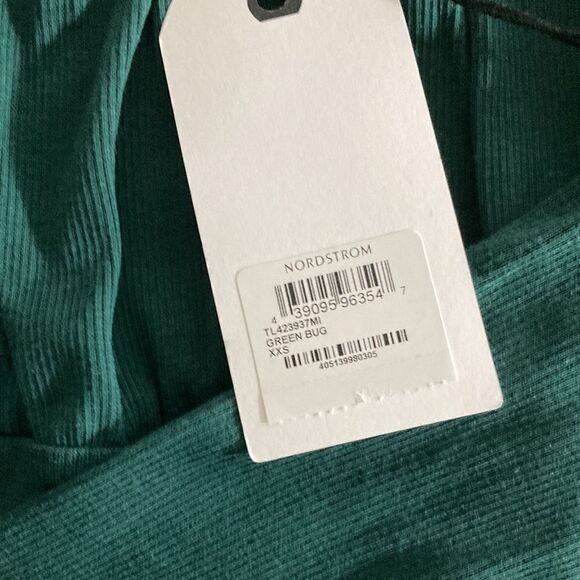 NORDSTROM
4 39095 96354 7
TL423937MI
GREEN BUG
XXS
405139980305